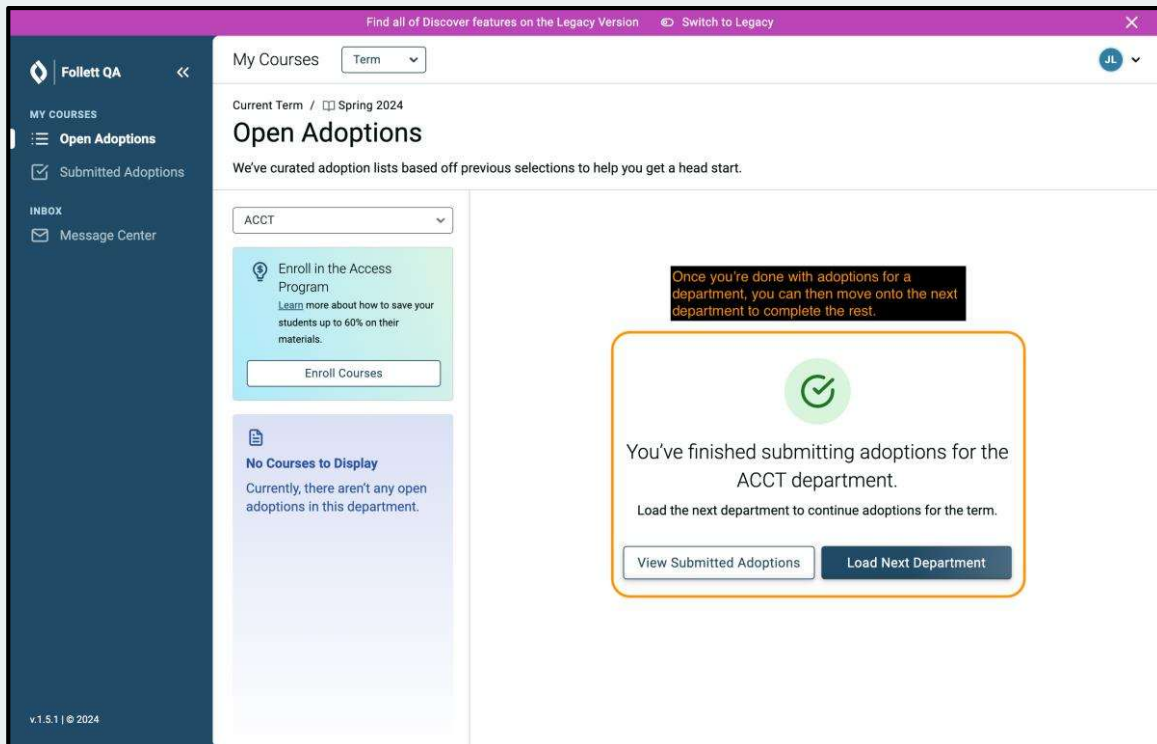 Find all of Discover features on the Legacy Version Switch to Legacy
Follett QA
MY COURSES
Open Adoptions
Submitted Adoptions
INBOX
Message Center
v.1.5.1 | © 2024
My Courses Term
JL
Current Term / Spring 2024
Open Adoptions
We've curated adoption lists based off previous selections to help you get a head start.
ACCT
Enroll in the Access
Program
Learn more about how to save your
students up to 60% on their
materials.
Enroll Courses
No Courses to Display
Currently, there aren't any open
adoptions in this department.
Once you're done with adoptions for a
department, you can then move onto the next
department to complete the rest.
You've finished submitting adoptions for the
ACCT department.
Load the next department to continue adoptions for the term.
View Submitted Adoptions Load Next Department